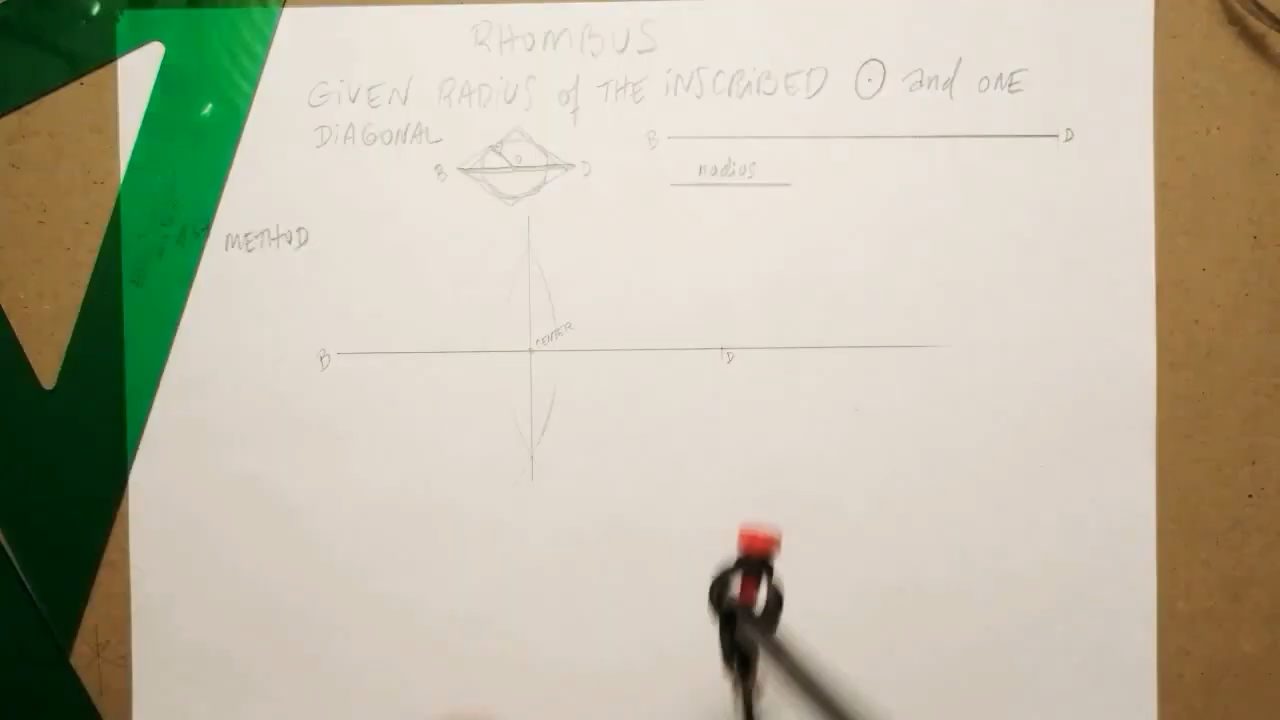 RHOMBUS
GIVEN RADIUS of THE INSCRIBED ⊙ and ONE
DIAGONAL
B D
B D
radius
METHOD
CENTER
B D